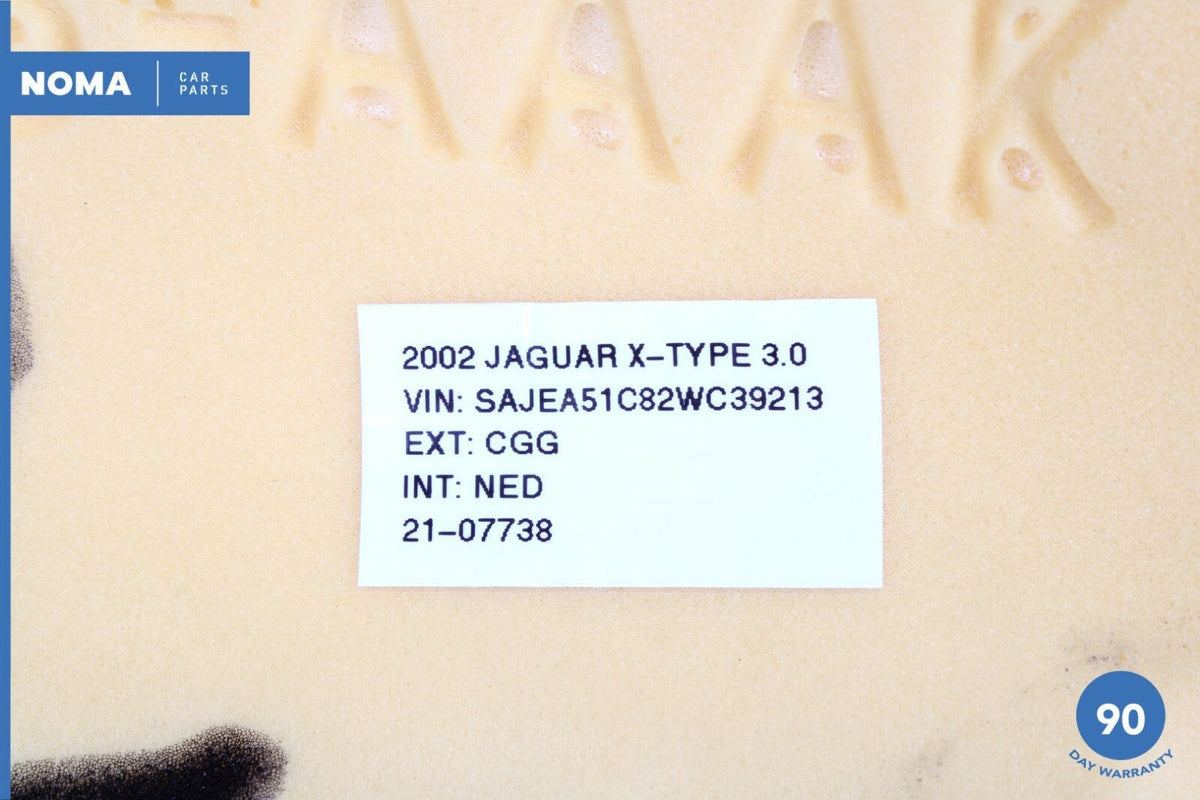 NOMA
CAR
PARTS
AAAK
2002 JAGUAR X-TYPE 3.0
VIN: SAJEA51C82WC39213
EXT: CGG
INT: NED
21-07738
90
DAY WARRANTY